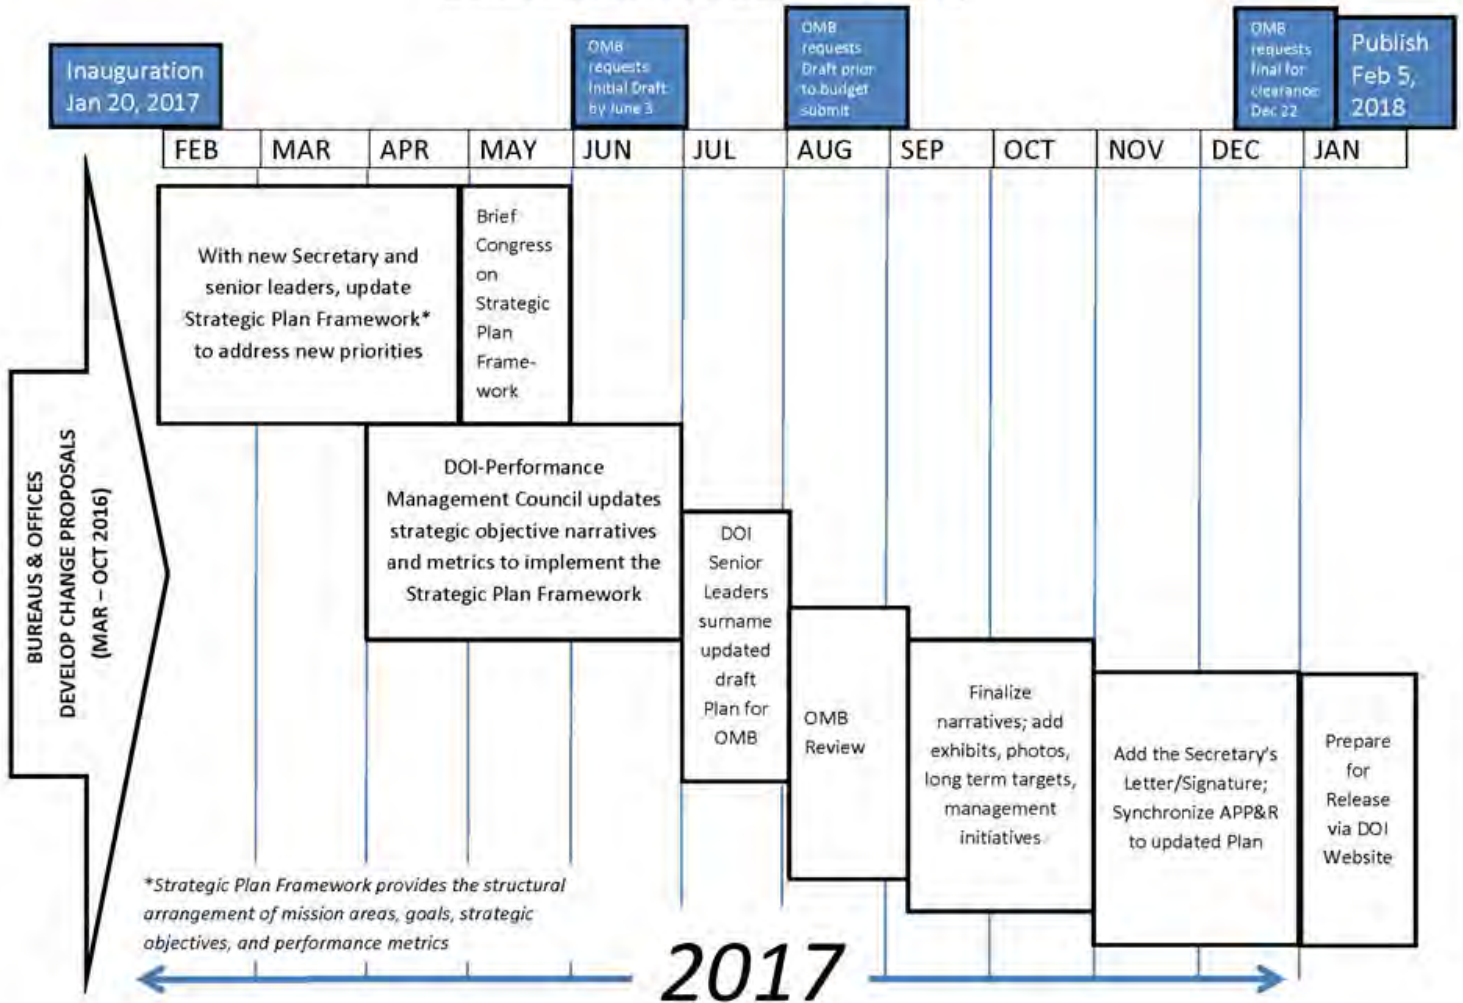 Inauguration
Jan 20, 2017
OMB
requests
Initial Draft
by June 3
OMB
requests
Draft prior
to budget
submit
OMB
requests
final for
clearance
Dec 22
Publish
Feb 5,
2018
FEB MAR APR MAY JUN JUL AUG SEP OCT NOV DEC JAN
With new Secretary and
senior leaders, update
Strategic Plan Framework*
to address new priorities
Brief
Congress
on
Strategic
Plan
Frame-
work
BUREAUS & OFFICES
DEVELOP CHANGE PROPOSALS
(MAR – OCT 2016)
DOI-Performance
Management Council updates
strategic objective narratives
and metrics to implement the
Strategic Plan Framework
DOI
Senior
Leaders
surname
updated
draft
Plan for
OMB
OMB
Review
Finalize
narratives; add
exhibits, photos,
long term targets,
management
initiatives
Add the Secretary's
Letter/Signature;
Synchronize APP&R
to updated Plan
Prepare
for
Release
via DOI
Website
*Strategic Plan Framework provides the structural
arrangement of mission areas, goals, strategic
objectives, and performance metrics
2017